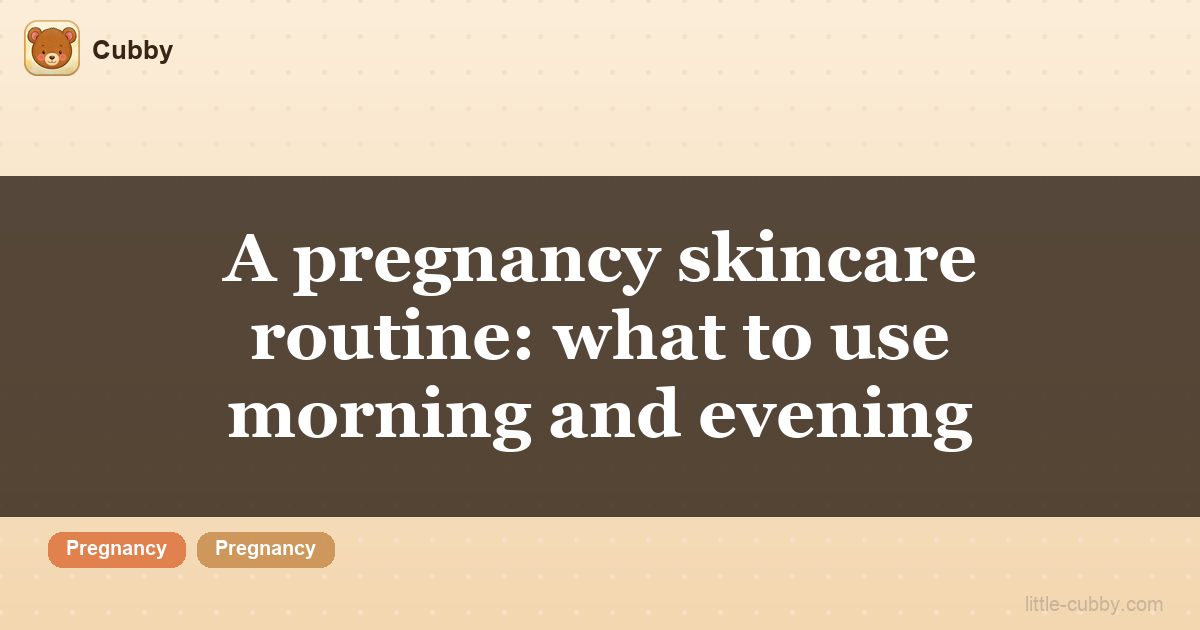 Cubby
A pregnancy skincare
routine: what to use
morning and evening
Pregnancy Pregnancy
little-cubby.com